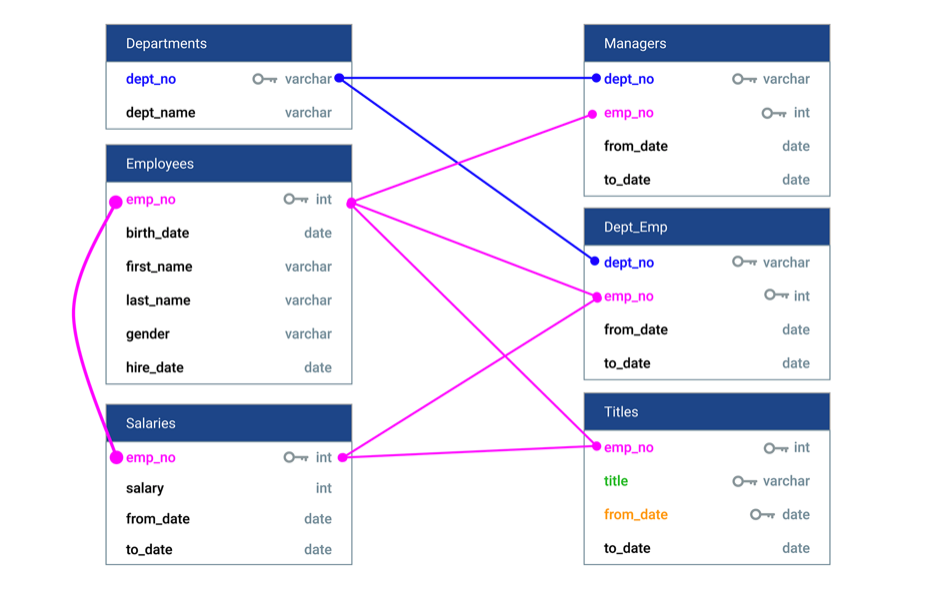 Departments
dept_no varchar
dept_name varchar
Employees
emp_no int
birth_date date
first_name varchar
last_name varchar
gender varchar
hire_date date
Salaries
emp_no int
salary int
from_date date
to_date date
Managers
dept_no varchar
emp_no int
from_date date
to_date date
Dept_Emp
dept_no varchar
emp_no int
from_date date
to_date date
Titles
emp_no int
title varchar
from_date date
to_date date